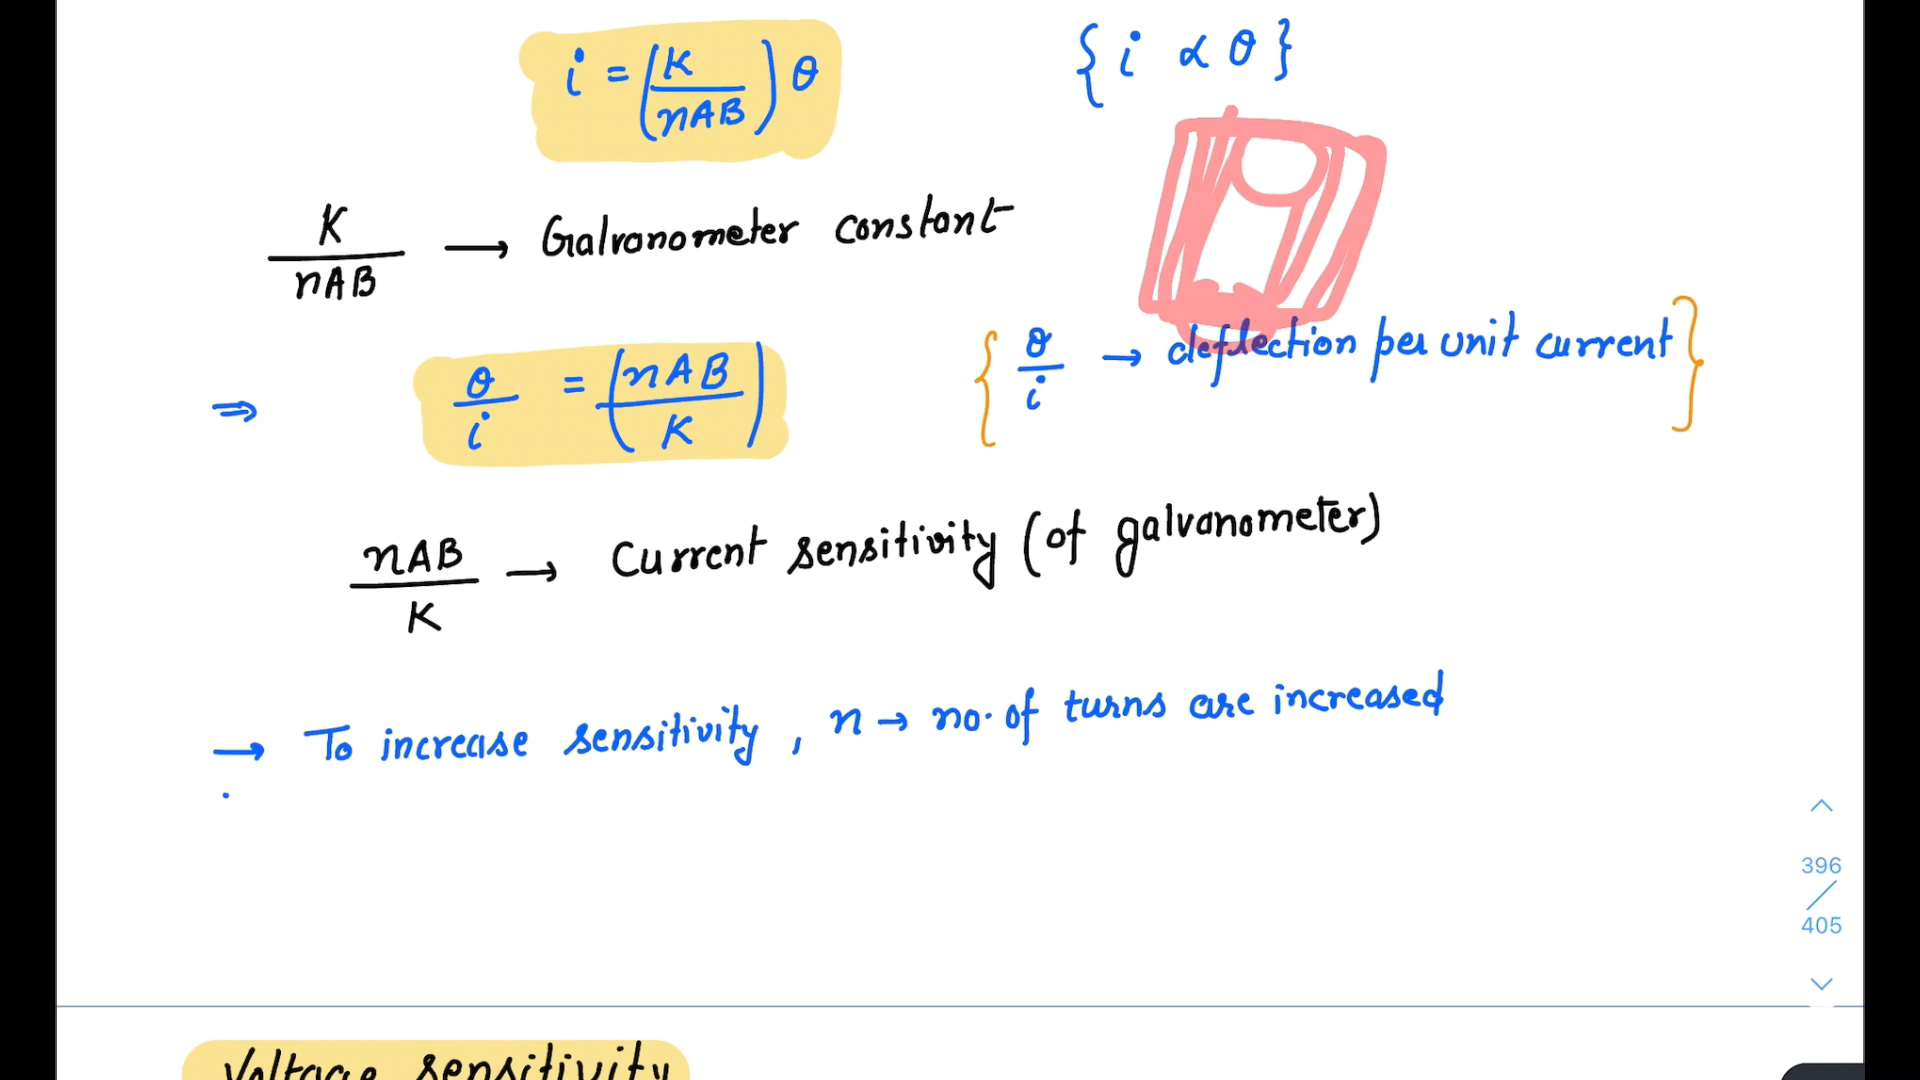 i = (K/nAB) θ {i ∝ θ}
K/nAB → Galvanometer constant
⇒ θ/i = (nAB/K) {θ/i → deflection per unit current}
nAB/K → Current sensitivity (of galvanometer)
→ To increase sensitivity, n → no. of turns are increased
396
/
405
Voltage sensitivity